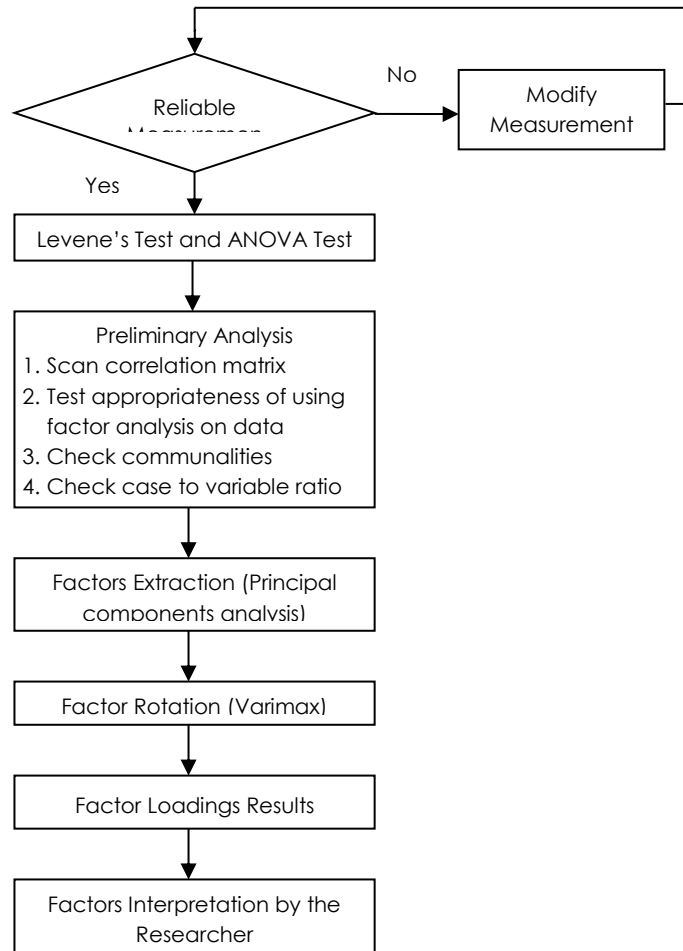 No
Reliable
Modify
Measurement
Yes
Levene's Test and ANOVA Test
Preliminary Analysis
1. Scan correlation matrix
2. Test appropriateness of using
factor analysis on data
3. Check communalities
4. Check case to variable ratio
Factors Extraction (Principal
components analysis)
Factor Rotation (Varimax)
Factor Loadings Results
Factors Interpretation by the
Researcher